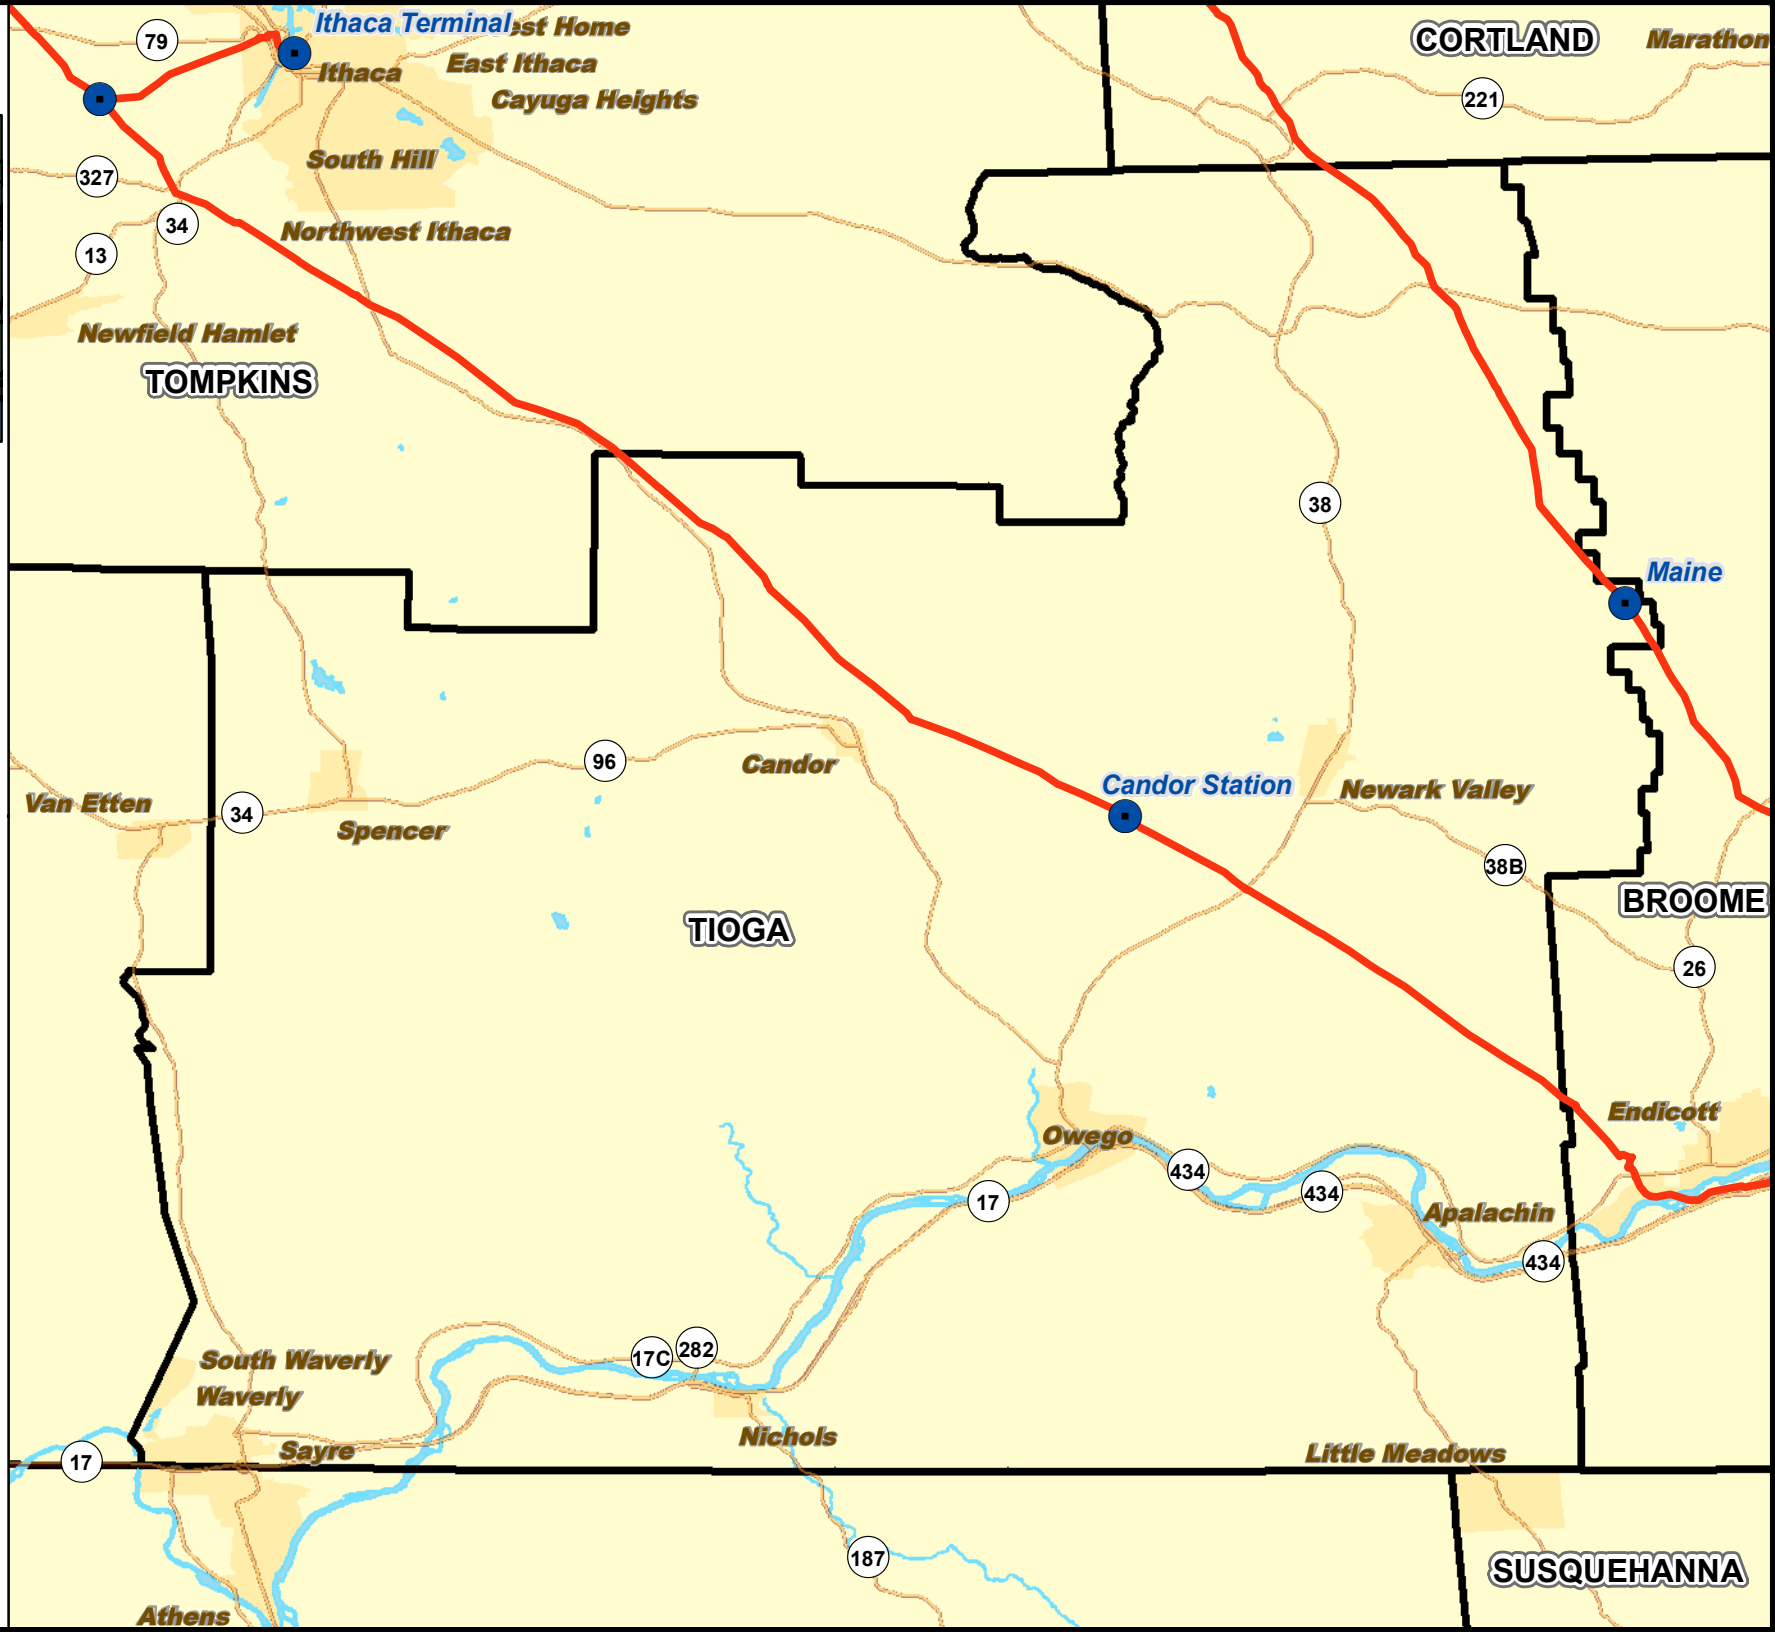 Ithaca Terminal
est Home
CORTLAND
Marathon
79
East Ithaca
Ithaca
Cayuga Heights
221
South Hill
327
34
Northwest Ithaca
13
Newfield Hamlet
TOMPKINS
38
Maine
96
Candor
Candor Station
Newark Valley
Van Etten
34
Spencer
38B
BROOME
TIOGA
26
Endicott
Owego
434
434
17
Apalachin
434
282
17C
South Waverly
Waverly
Nichols
Sayre
Little Meadows
17
187
SUSQUEHANNA
Athens